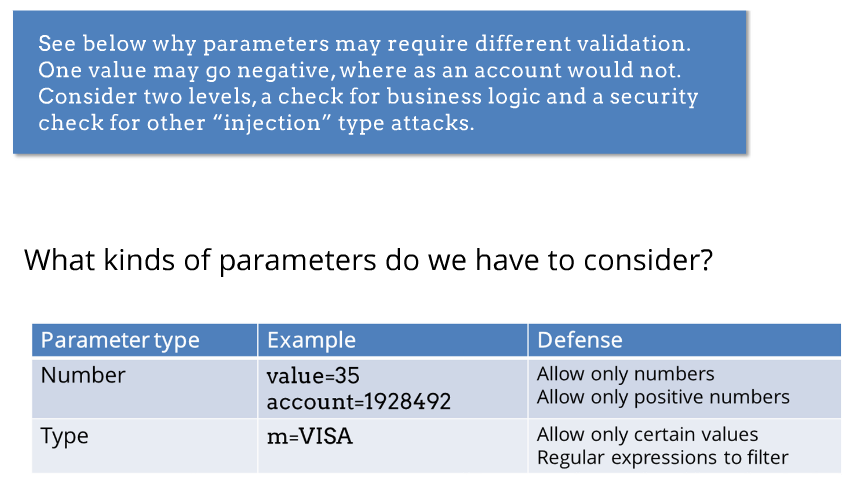 See below why parameters may require different validation.
One value may go negative, where as an account would not.
Consider two levels, a check for business logic and a security
check for other “injection” type attacks.
What kinds of parameters do we have to consider?
Parameter type Example Defense
Number value=35 Allow only numbers
account=1928492 Allow only positive numbers
Type m=VISA Allow only certain values
Regular expressions to filter